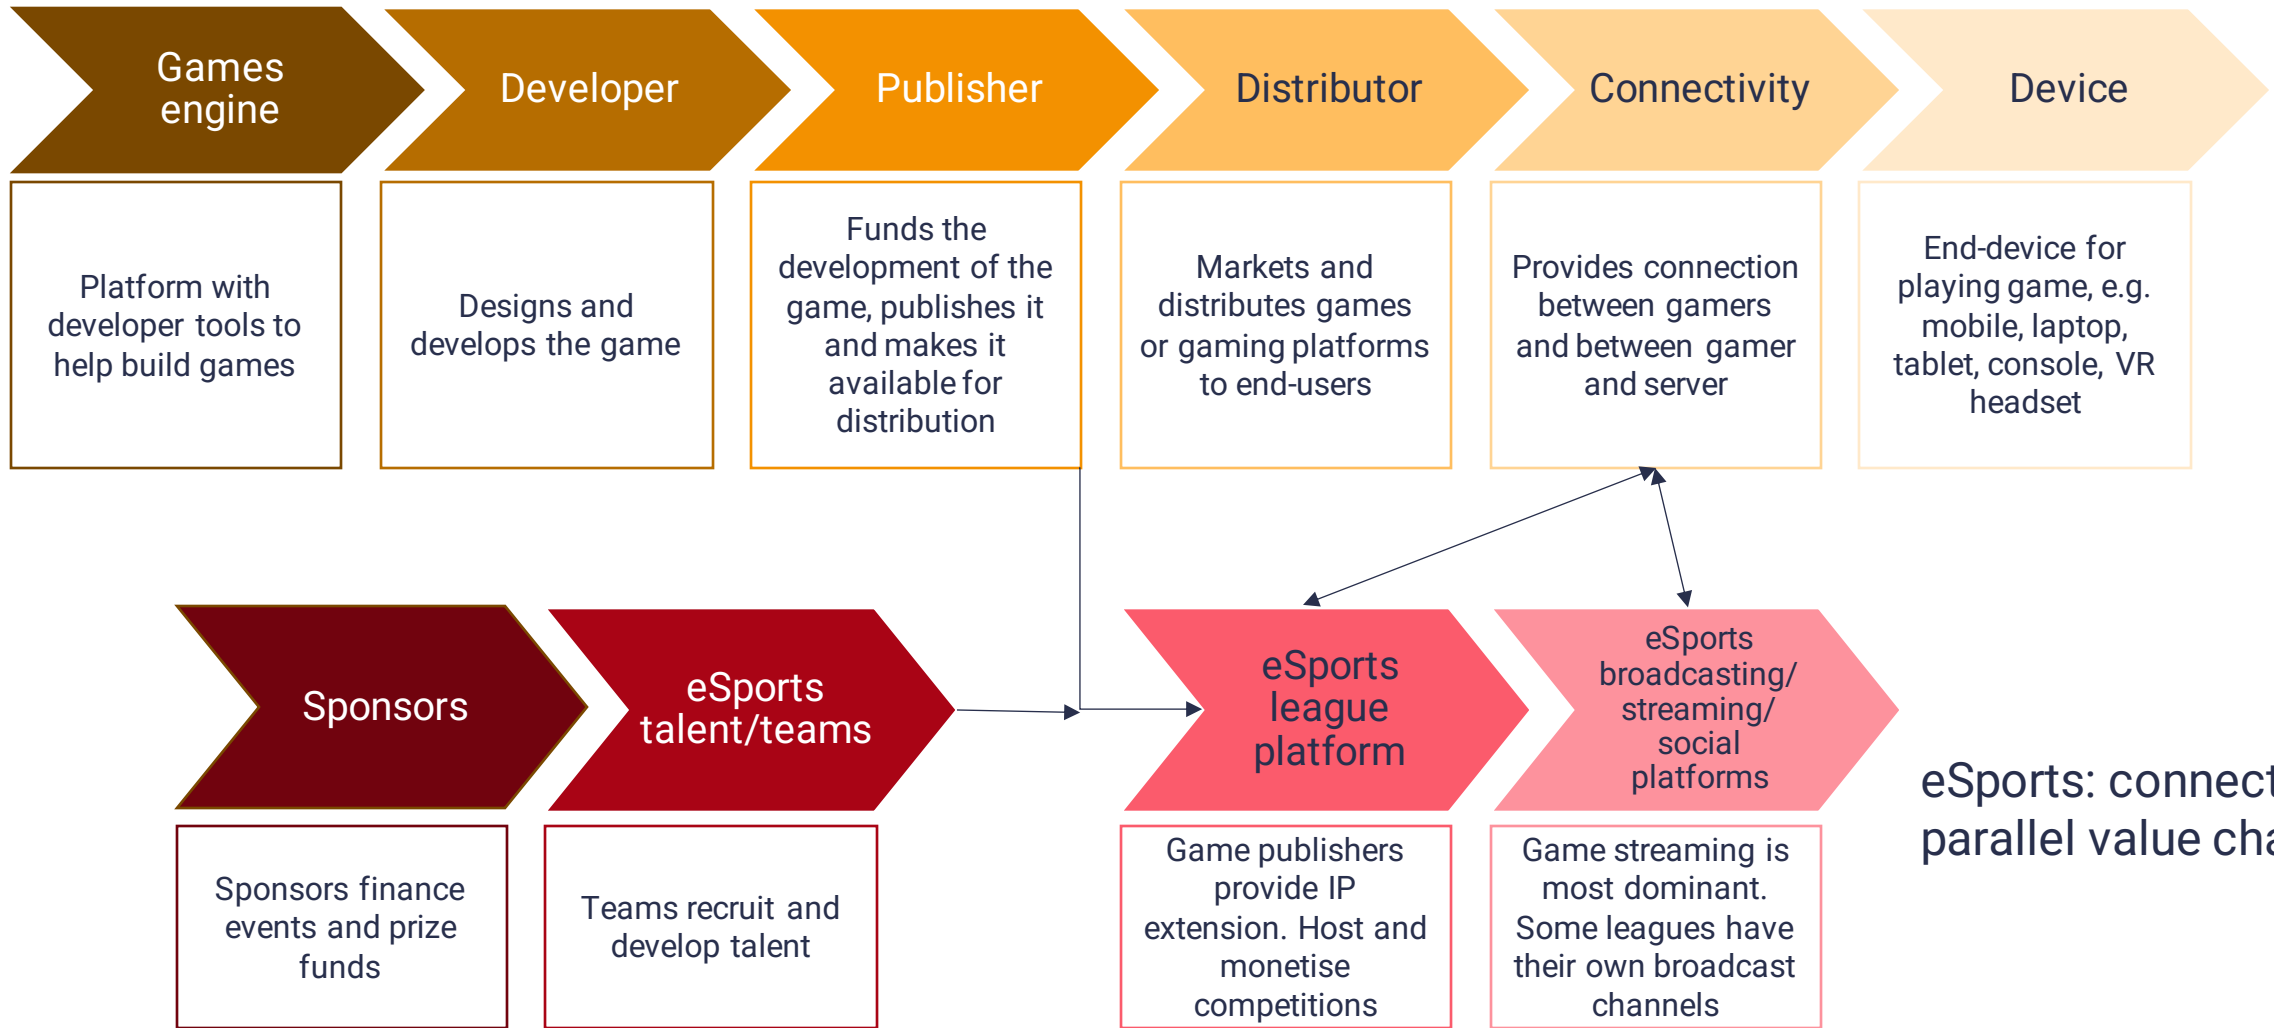 Games
engine
Developer
Publisher
Distributor
Connectivity
Device
Platform with
developer tools to
help build games
Designs and
develops the game
Funds the
development of the
game, publishes it
and makes it
available for
distribution
Markets and
distributes games
or gaming platforms
to end-users
Provides connection
between gamers
and between gamer
and server
End-device for
playing game, e.g.
mobile, laptop,
tablet, console, VR
headset
Sponsors
eSports
talent/teams
eSports
league
platform
eSports
broadcasting/
streaming/
social
platforms
Sponsors finance
events and prize
funds
Teams recruit and
develop talent
Game publishers
provide IP
extension. Host and
monetise
competitions
Game streaming is
most dominant.
Some leagues have
their own broadcast
channels
eSports: connect
parallel value cha